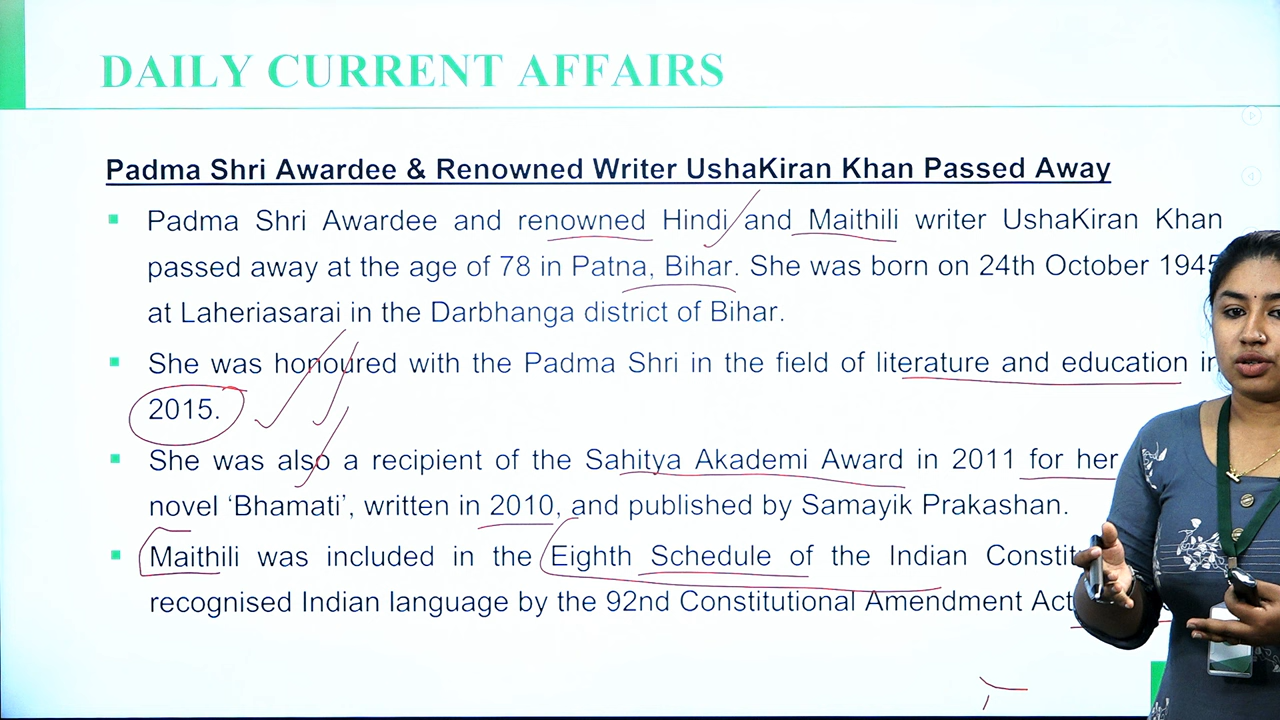 DAILY CURRENT AFFAIRS
Padma Shri Awardee & Renowned Writer UshaKiran Khan Passed Away
Padma Shri Awardee and renowned Hindi and Maithili writer UshaKiran Khan
passed away at the age of 78 in Patna, Bihar. She was born on 24th October 1945
at Laheriasarai in the Darbhanga district of Bihar.
She was honoured with the Padma Shri in the field of literature and education in
2015.
She was also a recipient of the Sahitya Akademi Award in 2011 for her
novel ‘Bhamati’, written in 2010, and published by Samayik Prakashan.
Maithili was included in the Eighth Schedule of the Indian
recognised Indian language by the 92nd Constitutional Amendment Act